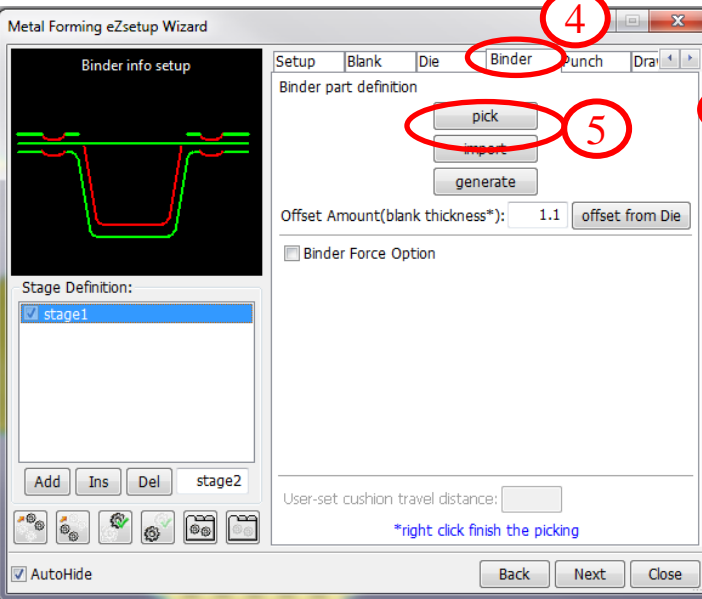 4
Metal Forming eZsetup Wizard
Binder info setup
Setup Blank Die Binder Punch Dra
Binder part definition
pick
5
import
generate
Offset Amount(blank thickness*): 1.1 offset from Die
Binder Force Option
Stage Definition:
stage1
Add Ins Del stage2
User-set cushion travel distance:
*right click finish the picking
AutoHide
Back Next Close